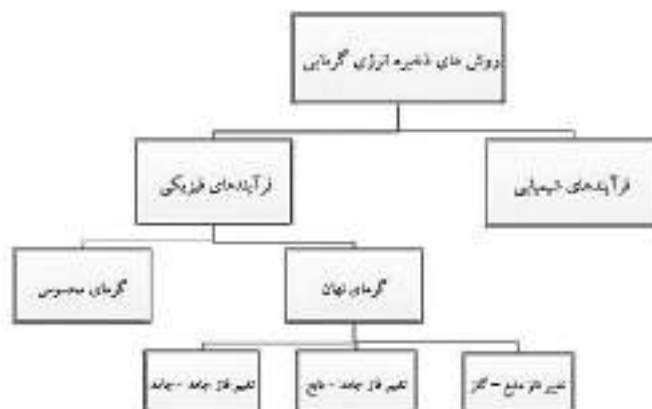 روش های ذخیره انرژی گرمایی
فرآیندهای شیمیایی
فرآیندهای فیزیکی
گرمای نهان
گرمای محسوس
تغییر فاز مایع - گاز
تغییر فاز جامد - مایع
تغییر فاز جامد - جامد